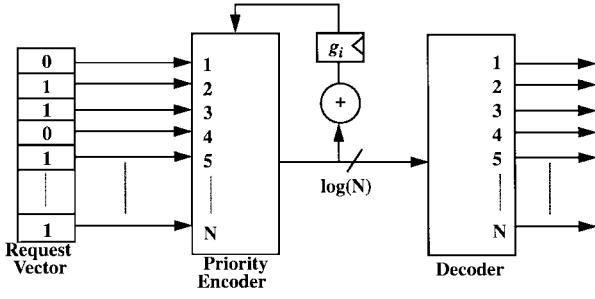 0
1
1
0
1
1
Request
Vector
1
2
3
4
5
N
Priority
Encoder
g_i
+
log(N)
1
2
3
4
5
N
Decoder